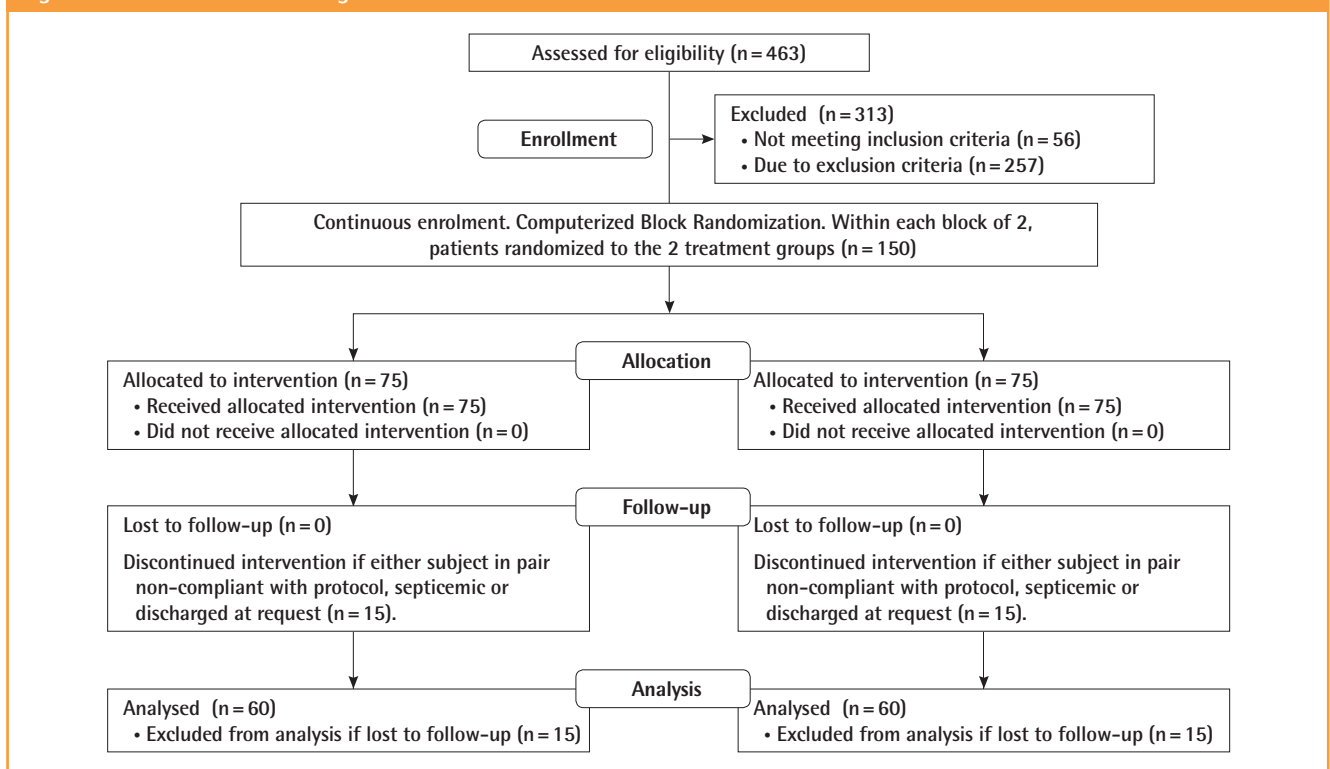 Assessed for eligibility (n=463)
Enrollment
Excluded (n=313)
• Not meeting inclusion criteria (n=56)
• Due to exclusion criteria (n=257)
Continuous enrolment. Computerized Block Randomization. Within each block of 2,
patients randomized to the 2 treatment groups (n=150)
Allocation
Allocated to intervention (n=75)
• Received allocated intervention (n=75)
• Did not receive allocated intervention (n=0)
Allocated to intervention (n=75)
• Received allocated intervention (n=75)
• Did not receive allocated intervention (n=0)
Follow-up
Lost to follow-up (n=0)
Discontinued intervention if either subject in pair
non-compliant with protocol, septicemic or
discharged at request (n=15).
Lost to follow-up (n=0)
Discontinued intervention if either subject in pair
non-compliant with protocol, septicemic or
discharged at request (n=15).
Analysis
Analysed (n=60)
• Excluded from analysis if lost to follow-up (n=15)
Analysed (n=60)
• Excluded from analysis if lost to follow-up (n=15)